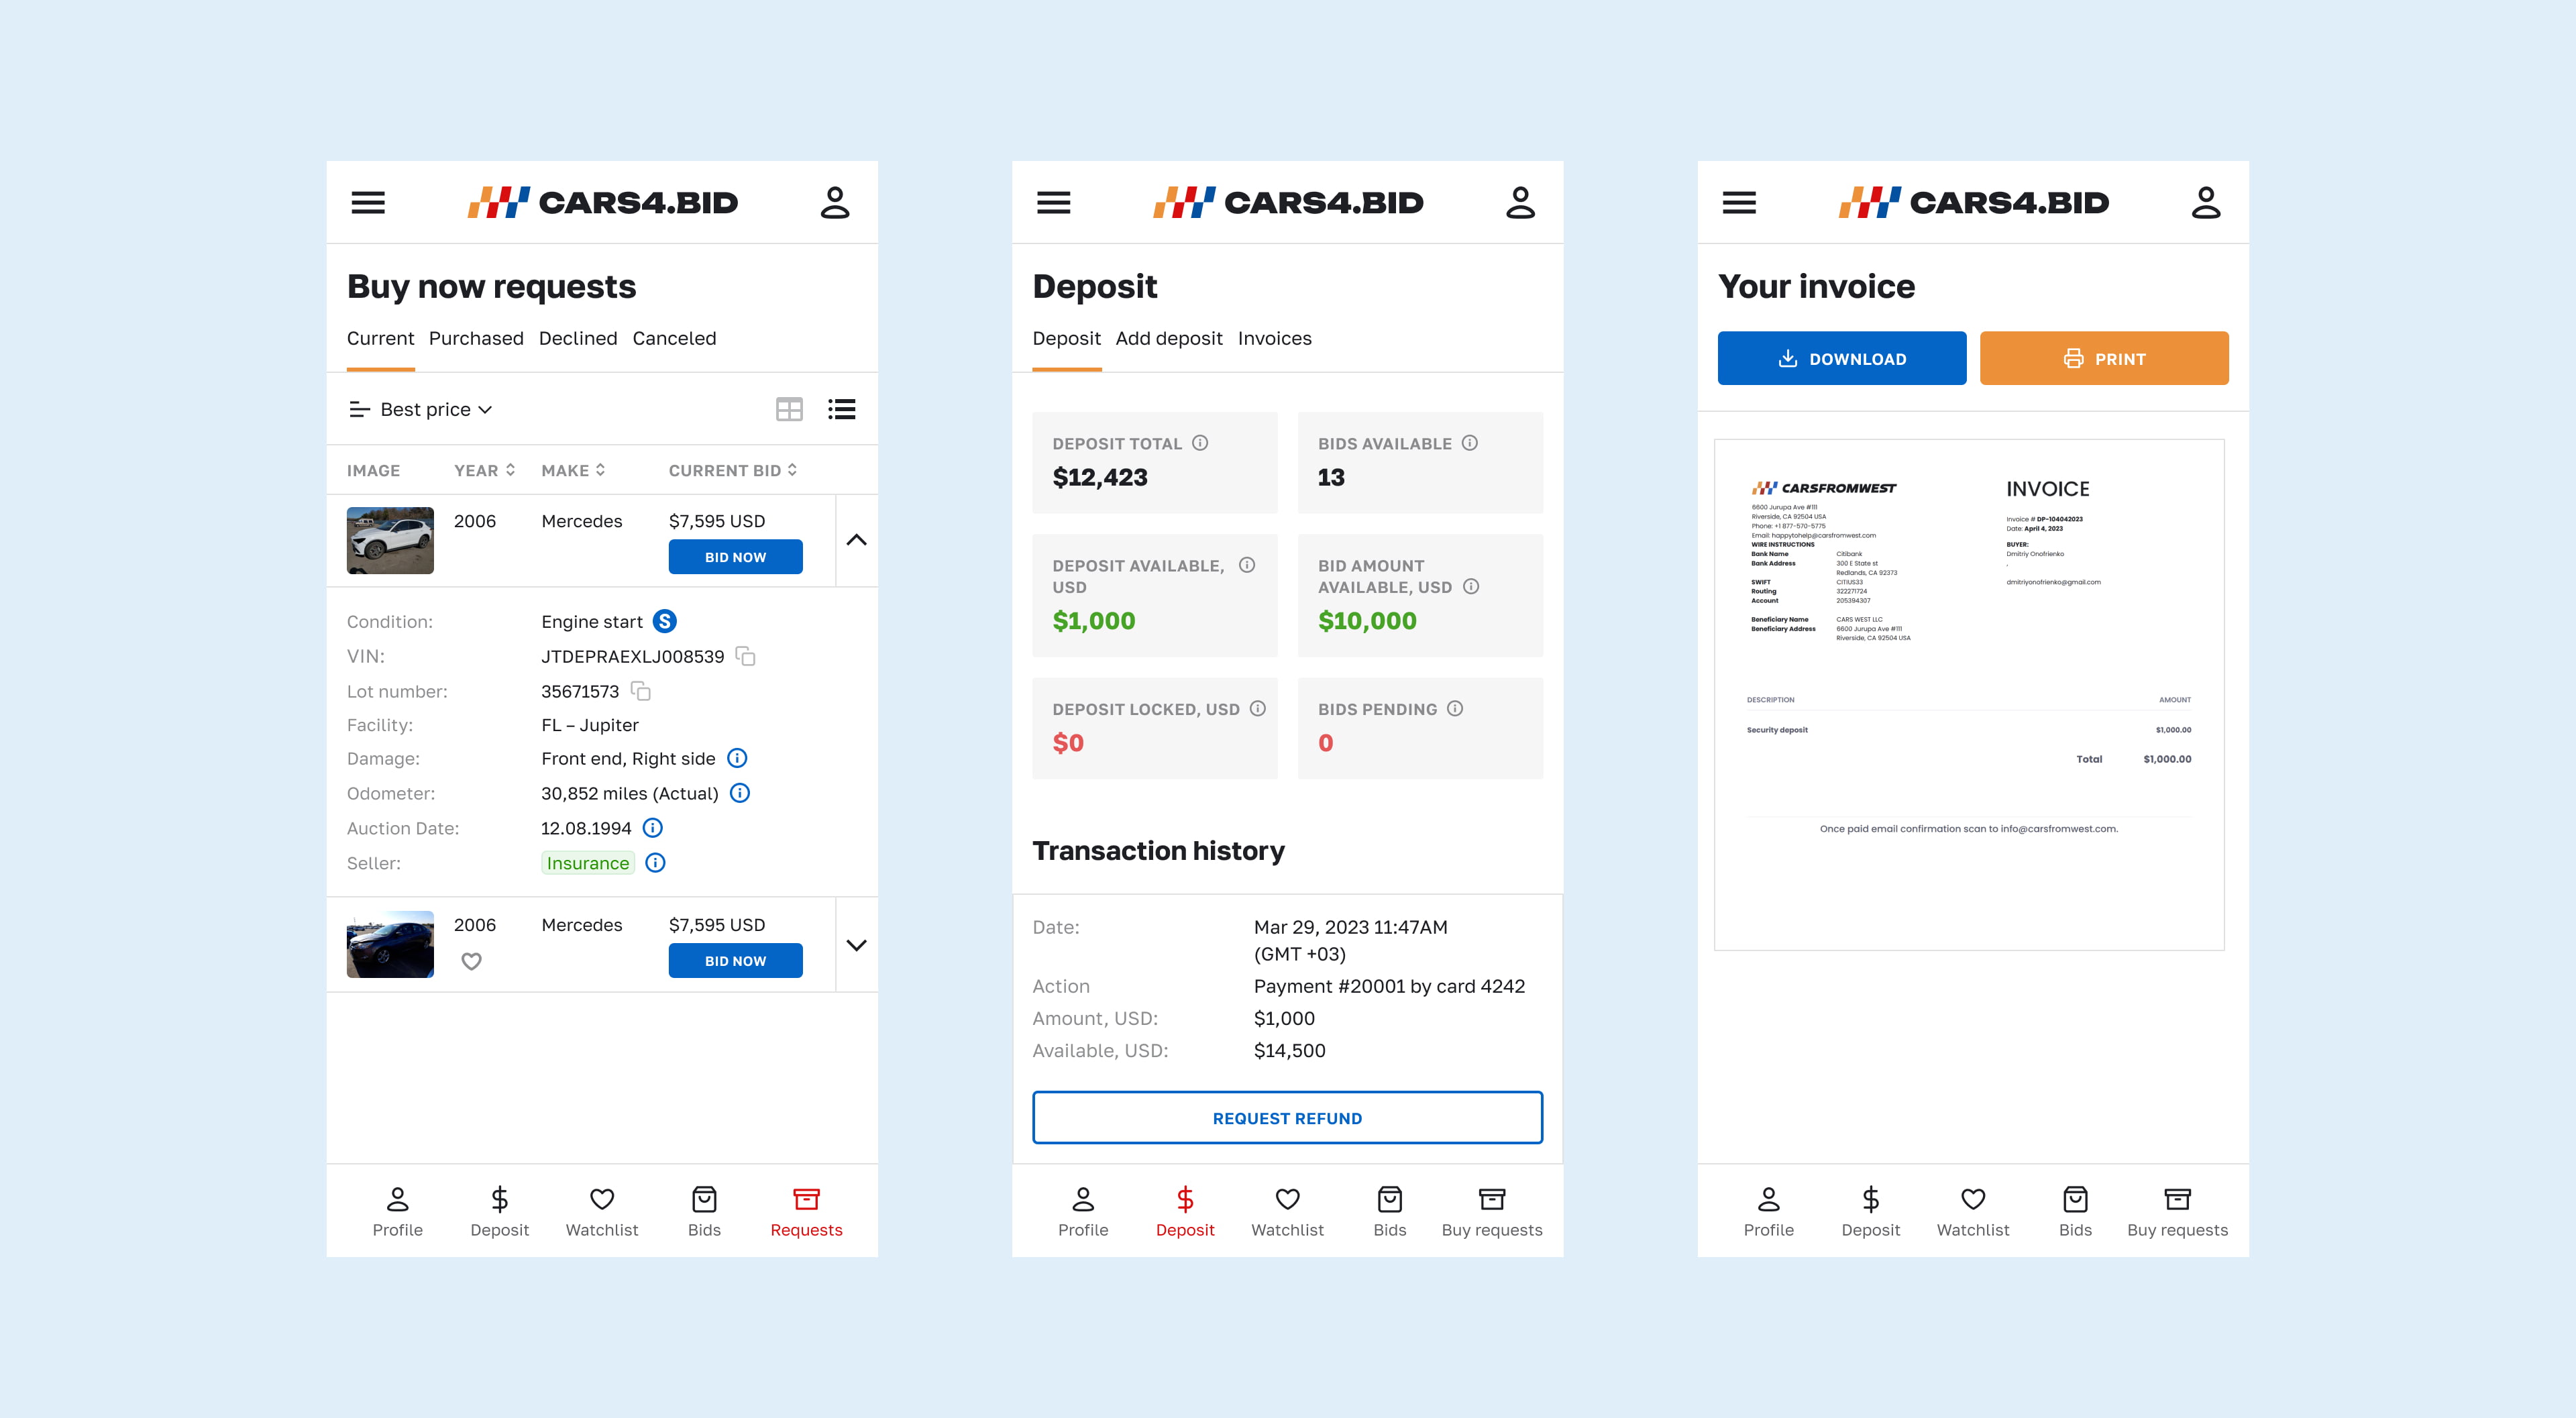 CARS4.BID
Buy now requests
Current Purchased Declined Canceled
Best price
IMAGE YEAR MAKE CURRENT BID
2006 Mercedes $7,595 USD
BID NOW
Condition: Engine start S
VIN: JTDEPRAEXLJ008539
Lot number: 35671573
Facility: FL – Jupiter
Damage: Front end, Right side
Odometer: 30,852 miles (Actual)
Auction Date: 12.08.1994
Seller: Insurance
2006 Mercedes $7,595 USD
BID NOW
Profile Deposit Watchlist Bids Requests
CARS4.BID
Deposit
Deposit Add deposit Invoices
DEPOSIT TOTAL
$12,423
BIDS AVAILABLE
13
DEPOSIT AVAILABLE,
USD
$1,000
BID AMOUNT
AVAILABLE, USD
$10,000
DEPOSIT LOCKED, USD
$0
BIDS PENDING
0
Transaction history
Date: Mar 29, 2023 11:47AM
(GMT +03)
Action Payment #20001 by card 4242
Amount, USD: $1,000
Available, USD: $14,500
REQUEST REFUND
Profile Deposit Watchlist Bids Buy requests
CARS4.BID
Your invoice
DOWNLOAD PRINT
CARSFROMWEST
6600 Jurupa Ave #111
Riverside, CA 92504 USA
Phone: +1 877-570-5775
Email: happytohelp@carsfromwest.com
WIRE INSTRUCTIONS
Bank Name Citibank
Bank Address 300 E State st
Redlands, CA 92373
SWIFT CITIUS33
Routing 322271724
Account 205394307
Beneficiary Name CARS WEST LLC
Beneficiary Address 6600 Jurupa Ave #111
Riverside, CA 92504 USA
INVOICE
Invoice # DP-104042023
Date: April 4, 2023
BUYER:
Dmitriy Onofrienko
,
dmitriyonofrienko@gmail.com
DESCRIPTION AMOUNT
Security deposit $1,000.00
Total $1,000.00
Once paid email confirmation scan to info@carsfromwest.com.
Profile Deposit Watchlist Bids Buy requests